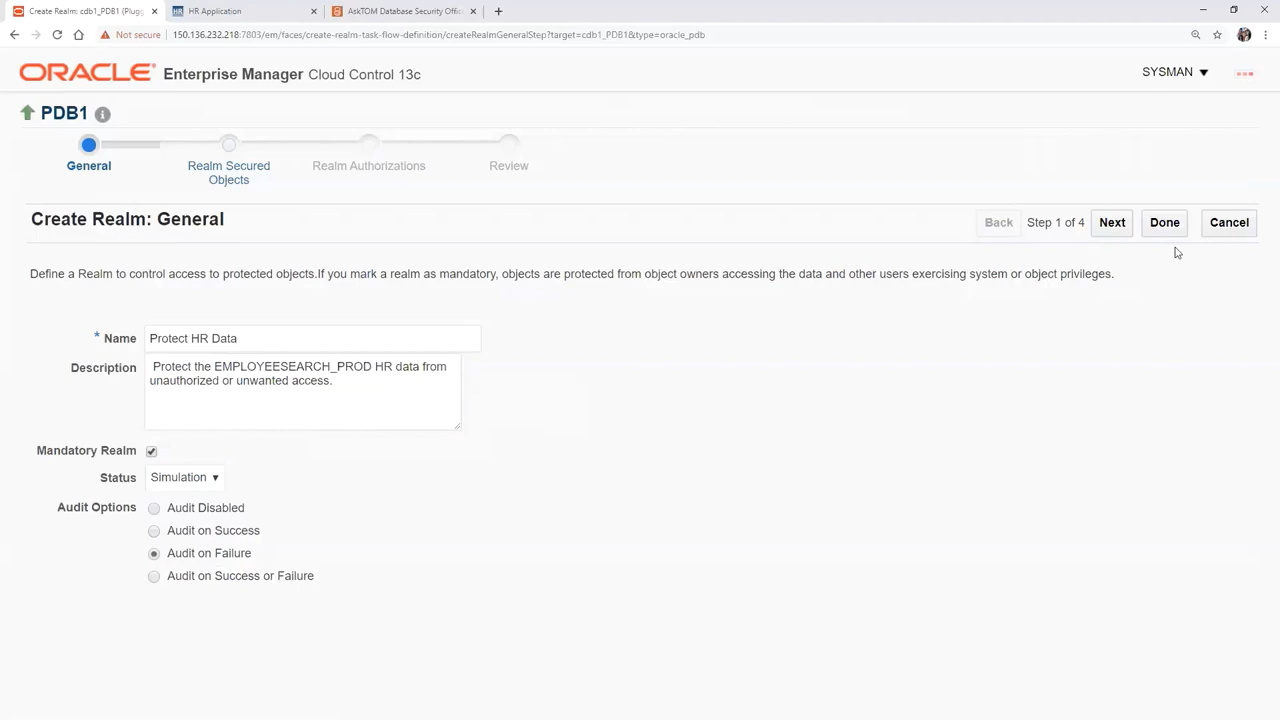 Create Realm: cdb1_PDB1 (Plugg
HR Application
AskTOM Database Security Offic
Not secure
150.136.232.218:7803/em/faces/create-realm-task-flow-definition/createRealmGeneralStep?target=cdb1_PDB1&type=oracle_pdb
ORACLE Enterprise Manager Cloud Control 13c
SYSMAN
PDB1
General
Realm Secured
Objects
Realm Authorizations
Review
Create Realm: General
Back Step 1 of 4 Next Done Cancel
Define a Realm to control access to protected objects.If you mark a realm as mandatory, objects are protected from object owners accessing the data and other users exercising system or object privileges.
* Name Protect HR Data
Description Protect the EMPLOYEESEARCH_PROD HR data from
unauthorized or unwanted access.
Mandatory Realm
Status Simulation
Audit Options Audit Disabled
Audit on Success
Audit on Failure
Audit on Success or Failure